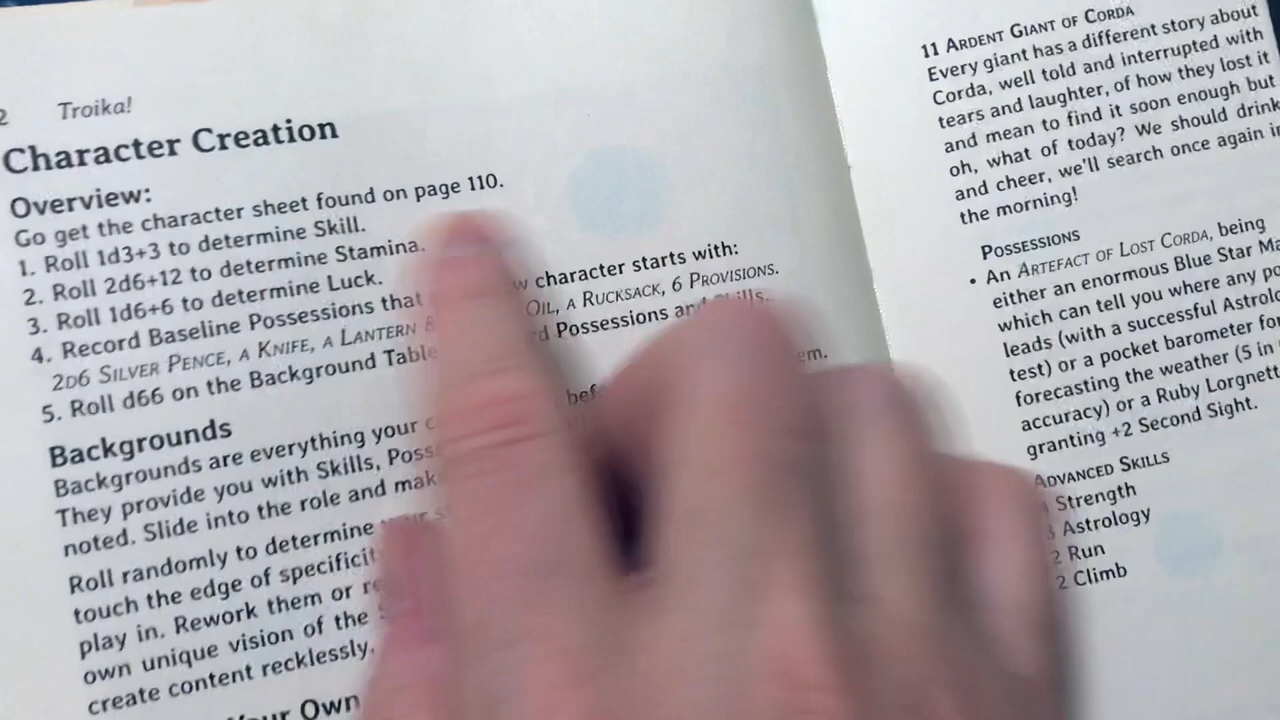 2 Troika!
Character Creation
Overview:
Go get the character sheet found on page 110.
1. Roll 1d3+3 to determine Skill.
2. Roll 2d6+12 to determine Stamina.
3. Roll 1d6+6 to determine Luck.
4. Record Baseline Possessions that character starts with:
2D6 SILVER PENCE, A KNIFE, A LANTERN OIL, A RUCKSACK, 6 PROVISIONS.
5. Roll d66 on the Background Table Possessions and Skills.
Backgrounds
Backgrounds are everything your
They provide you with Skills,
noted. Slide into the role and
Roll randomly to determine
touch the edge of
play in. Rework them or
own unique vision of the
create content recklessly.
Your Own
11 ARDENT GIANT OF CORDA
Every giant has a different story about
Corda, well told and interrupted with
tears and laughter, of how they lost it
and mean to find it soon enough but
oh, what of today? We should drink
and cheer, we'll search once again in
the morning!
POSSESSIONS
• An ARTEFACT OF LOST CORDA, being
either an enormous Blue Star
which can tell you where any
leads (with a successful
test) or a pocket barometer for
forecasting the weather (5 in
accuracy) or a Ruby
granting +2 Second Sight.
ADVANCED SKILLS
Strength
3 Astrology
2 Run
2 Climb